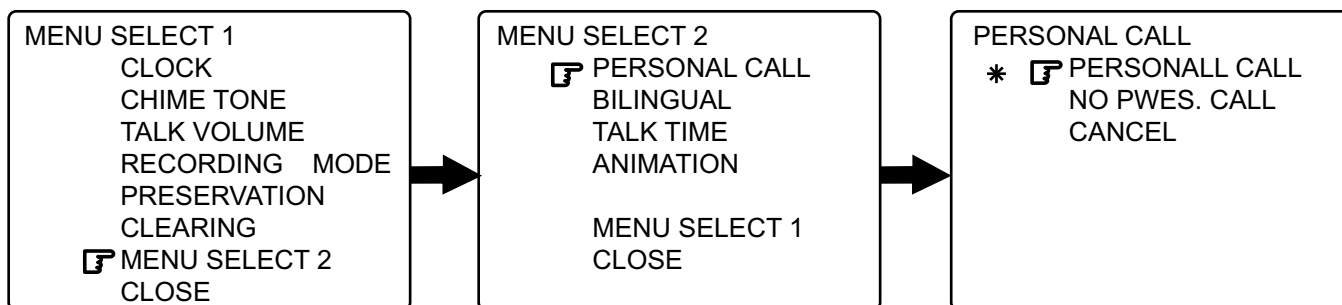 MENU SELECT 1
CLOCK
CHIME TONE
TALK VOLUME
RECORDING MODE
PRESERVATION
CLEARING
MENU SELECT 2
CLOSE
MENU SELECT 2
PERSONAL CALL
BILINGUAL
TALK TIME
ANIMATION
MENU SELECT 1
CLOSE
PERSONAL CALL
* PERSONALL CALL
NO PWES. CALL
CANCEL